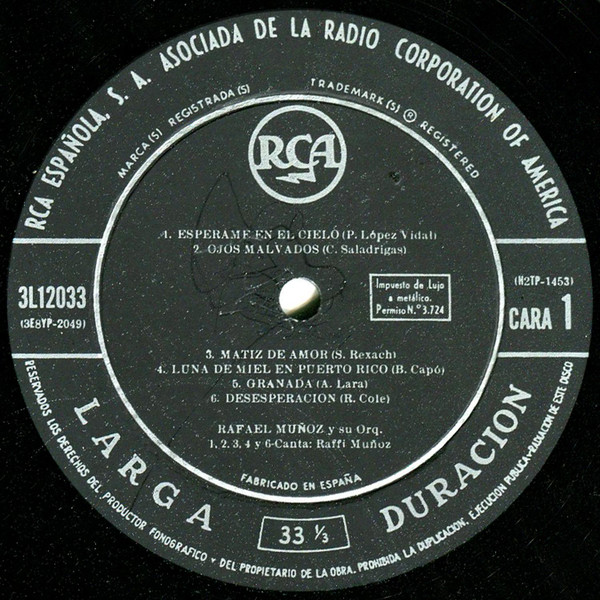 RCA ESPAÑOLA, S. A. ASOCIADA DE LA RADIO CORPORATION OF AMERICA
MARCA(S) REGISTRADA(S) TRADEMARK(S) ® REGISTERED
RCA
1. ESPERAME EN EL CIELO (P. López Vidal)
2. OJOS MALVADOS (C. Saladrigas)
3L12033
(3E8YP-2049)
Impuesto de Lujo
a metálico.
Permiso N.º 3.724
(H2TP-1453)
CARA 1
3. MATIZ DE AMOR (S. Rexach)
4. LUNA DE MIEL EN PUERTO RICO (B. Capó)
5. GRANADA (A. Lara)
6. DESESPERACION (R. Cole)
RAFAEL MUÑOZ y su Orq.
1, 2, 3, 4 y 6-Canta: Raffi Muñoz
FABRICADO EN ESPAÑA
LARGA DURACION
33 ⅓
RESERVADOS LOS DERECHOS DEL PRODUCTOR FONOGRAFICO Y DEL PROPIETARIO DE LA OBRA. PROHIBIDA LA DUPLICACION, EJECUCION PUBLICA-RADIACION DE ESTE DISCO